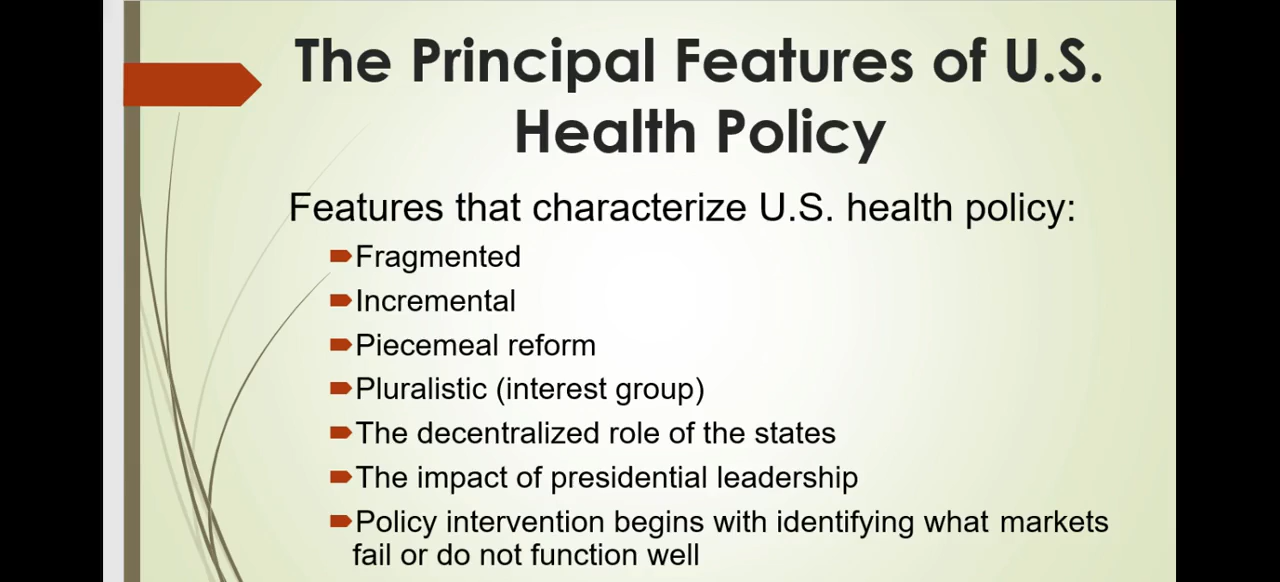 The Principal Features of U.S.
Health Policy
Features that characterize U.S. health policy:
Fragmented
Incremental
Piecemeal reform
Pluralistic (interest group)
The decentralized role of the states
The impact of presidential leadership
Policy intervention begins with identifying what markets
fail or do not function well